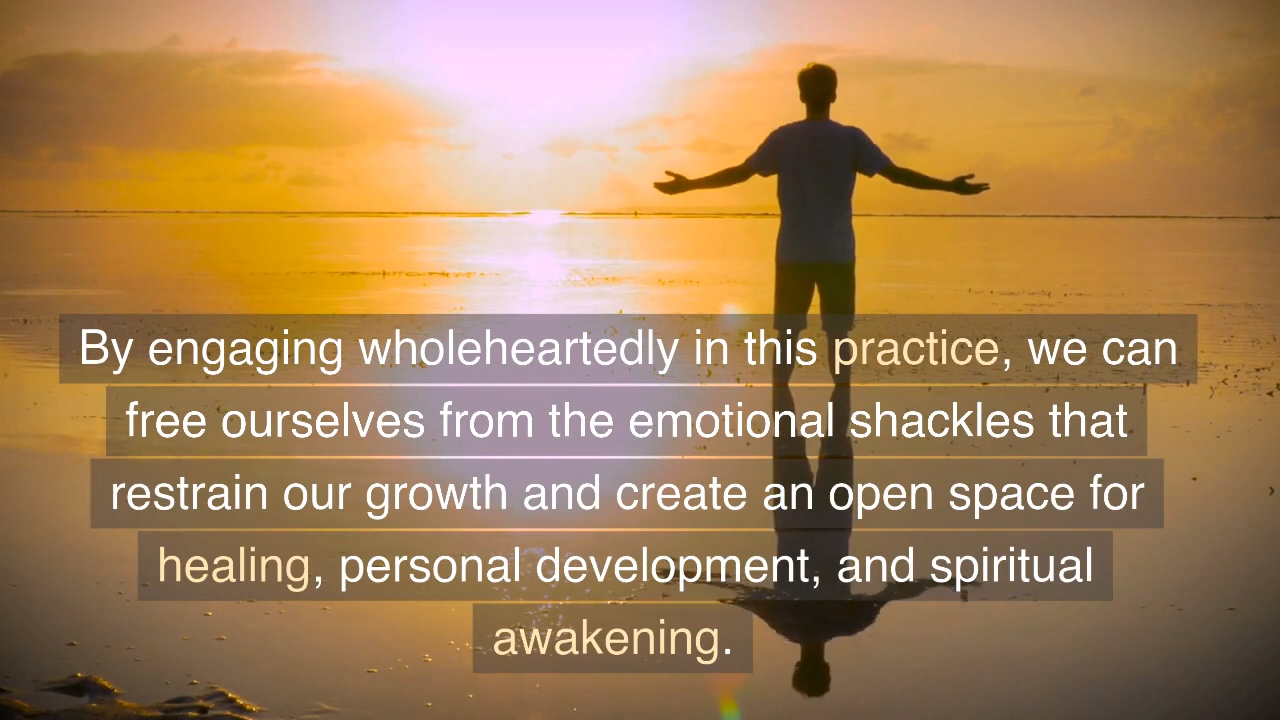 By engaging wholeheartedly in this practice, we can
free ourselves from the emotional shackles that
restrain our growth and create an open space for
healing, personal development, and spiritual
awakening.